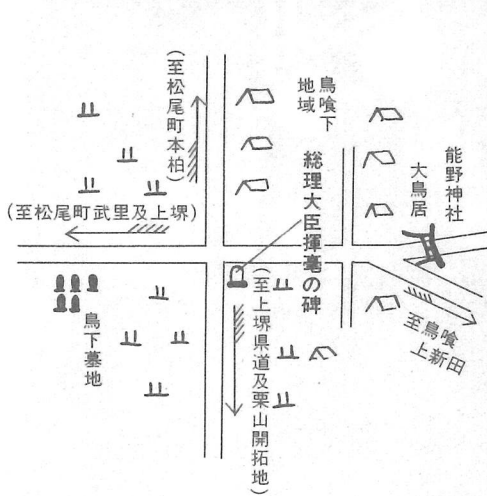 能野神社
大鳥居
鳥喰下
地域
総理大臣揮毫の碑
(至松尾町本柏)
(至松尾町武里及上堺)
(至上堺県道及栗山開拓地)
至鳥喰
上新田
鳥下墓地